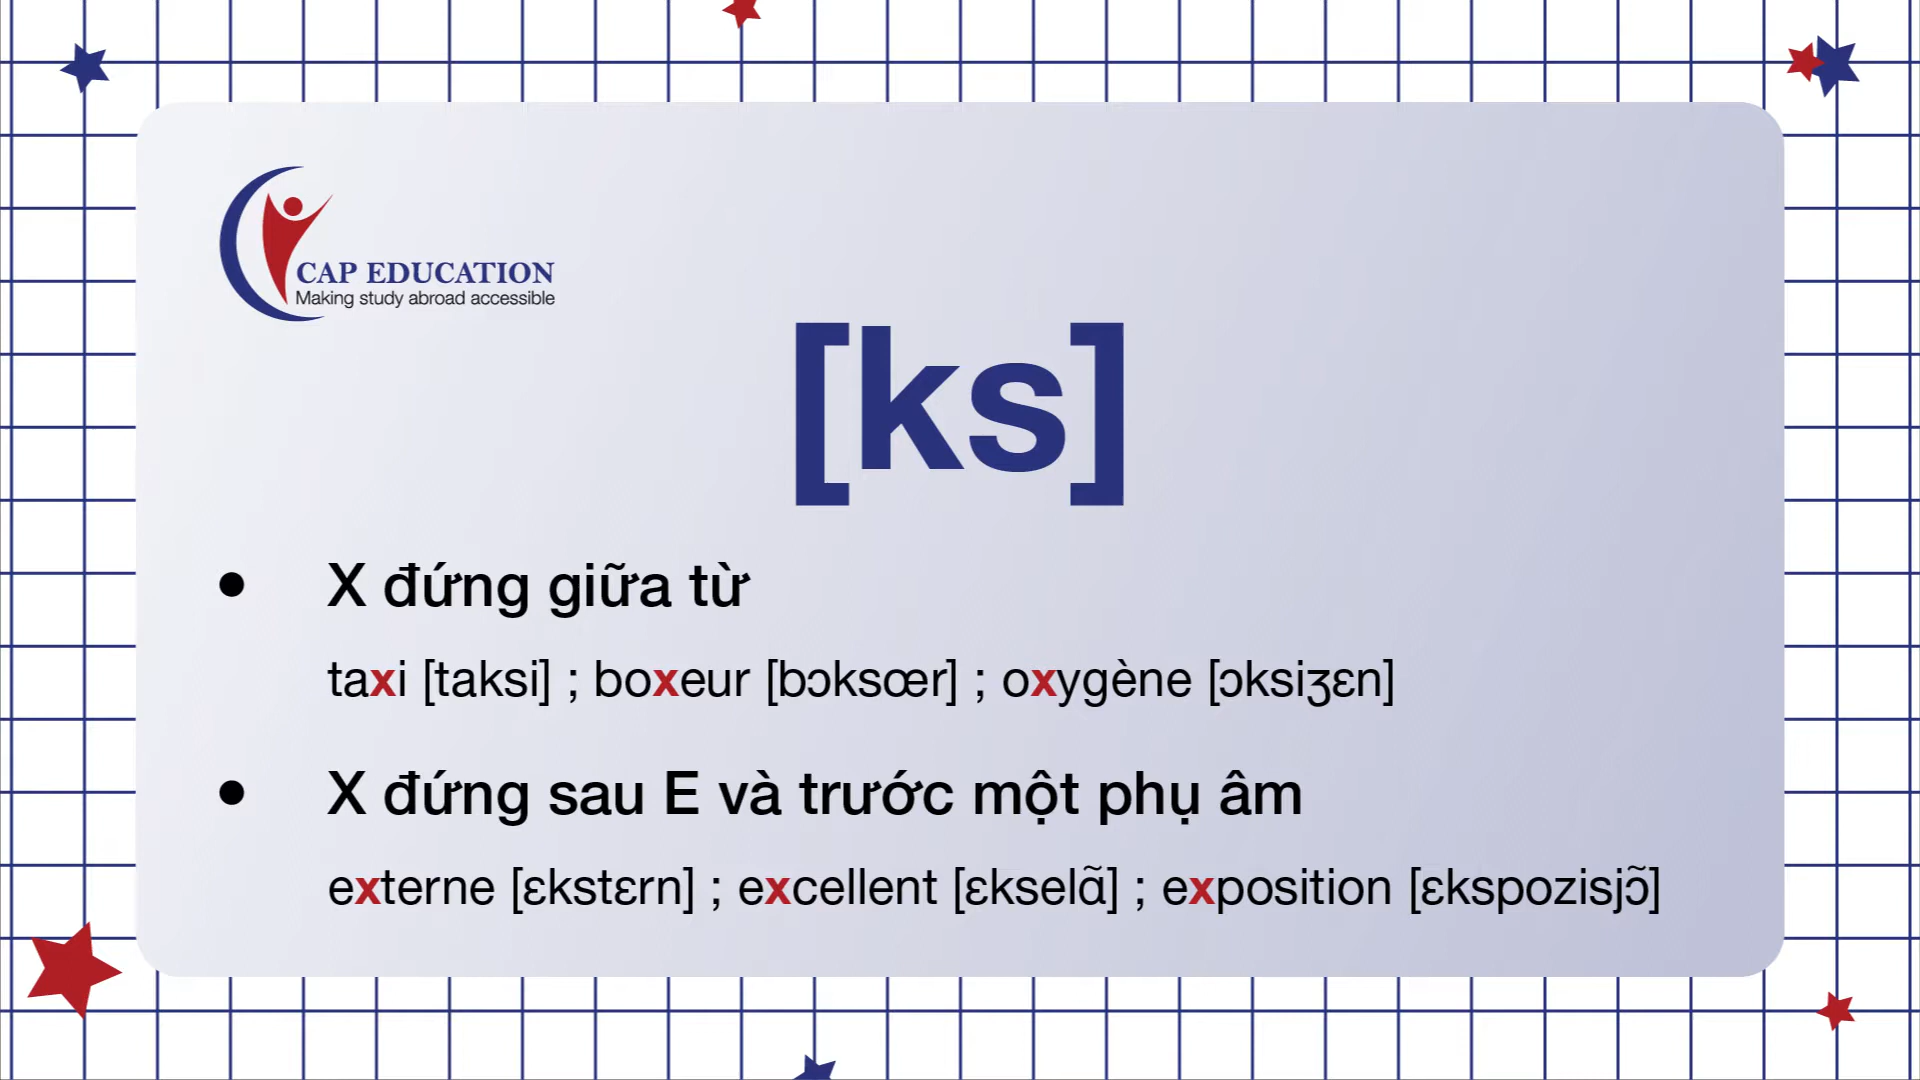 CAP EDUCATION
Making study abroad accessible
[ks]
• X đứng giữa từ
taxi [taksi] ; boxeur [bɔksœr] ; oxygène [ɔksiʒɛn]
• X đứng sau E và trước một phụ âm
externe [ɛkstɛrn] ; excellent [ɛkselɑ̃] ; exposition [ɛkspozisjɔ̃]